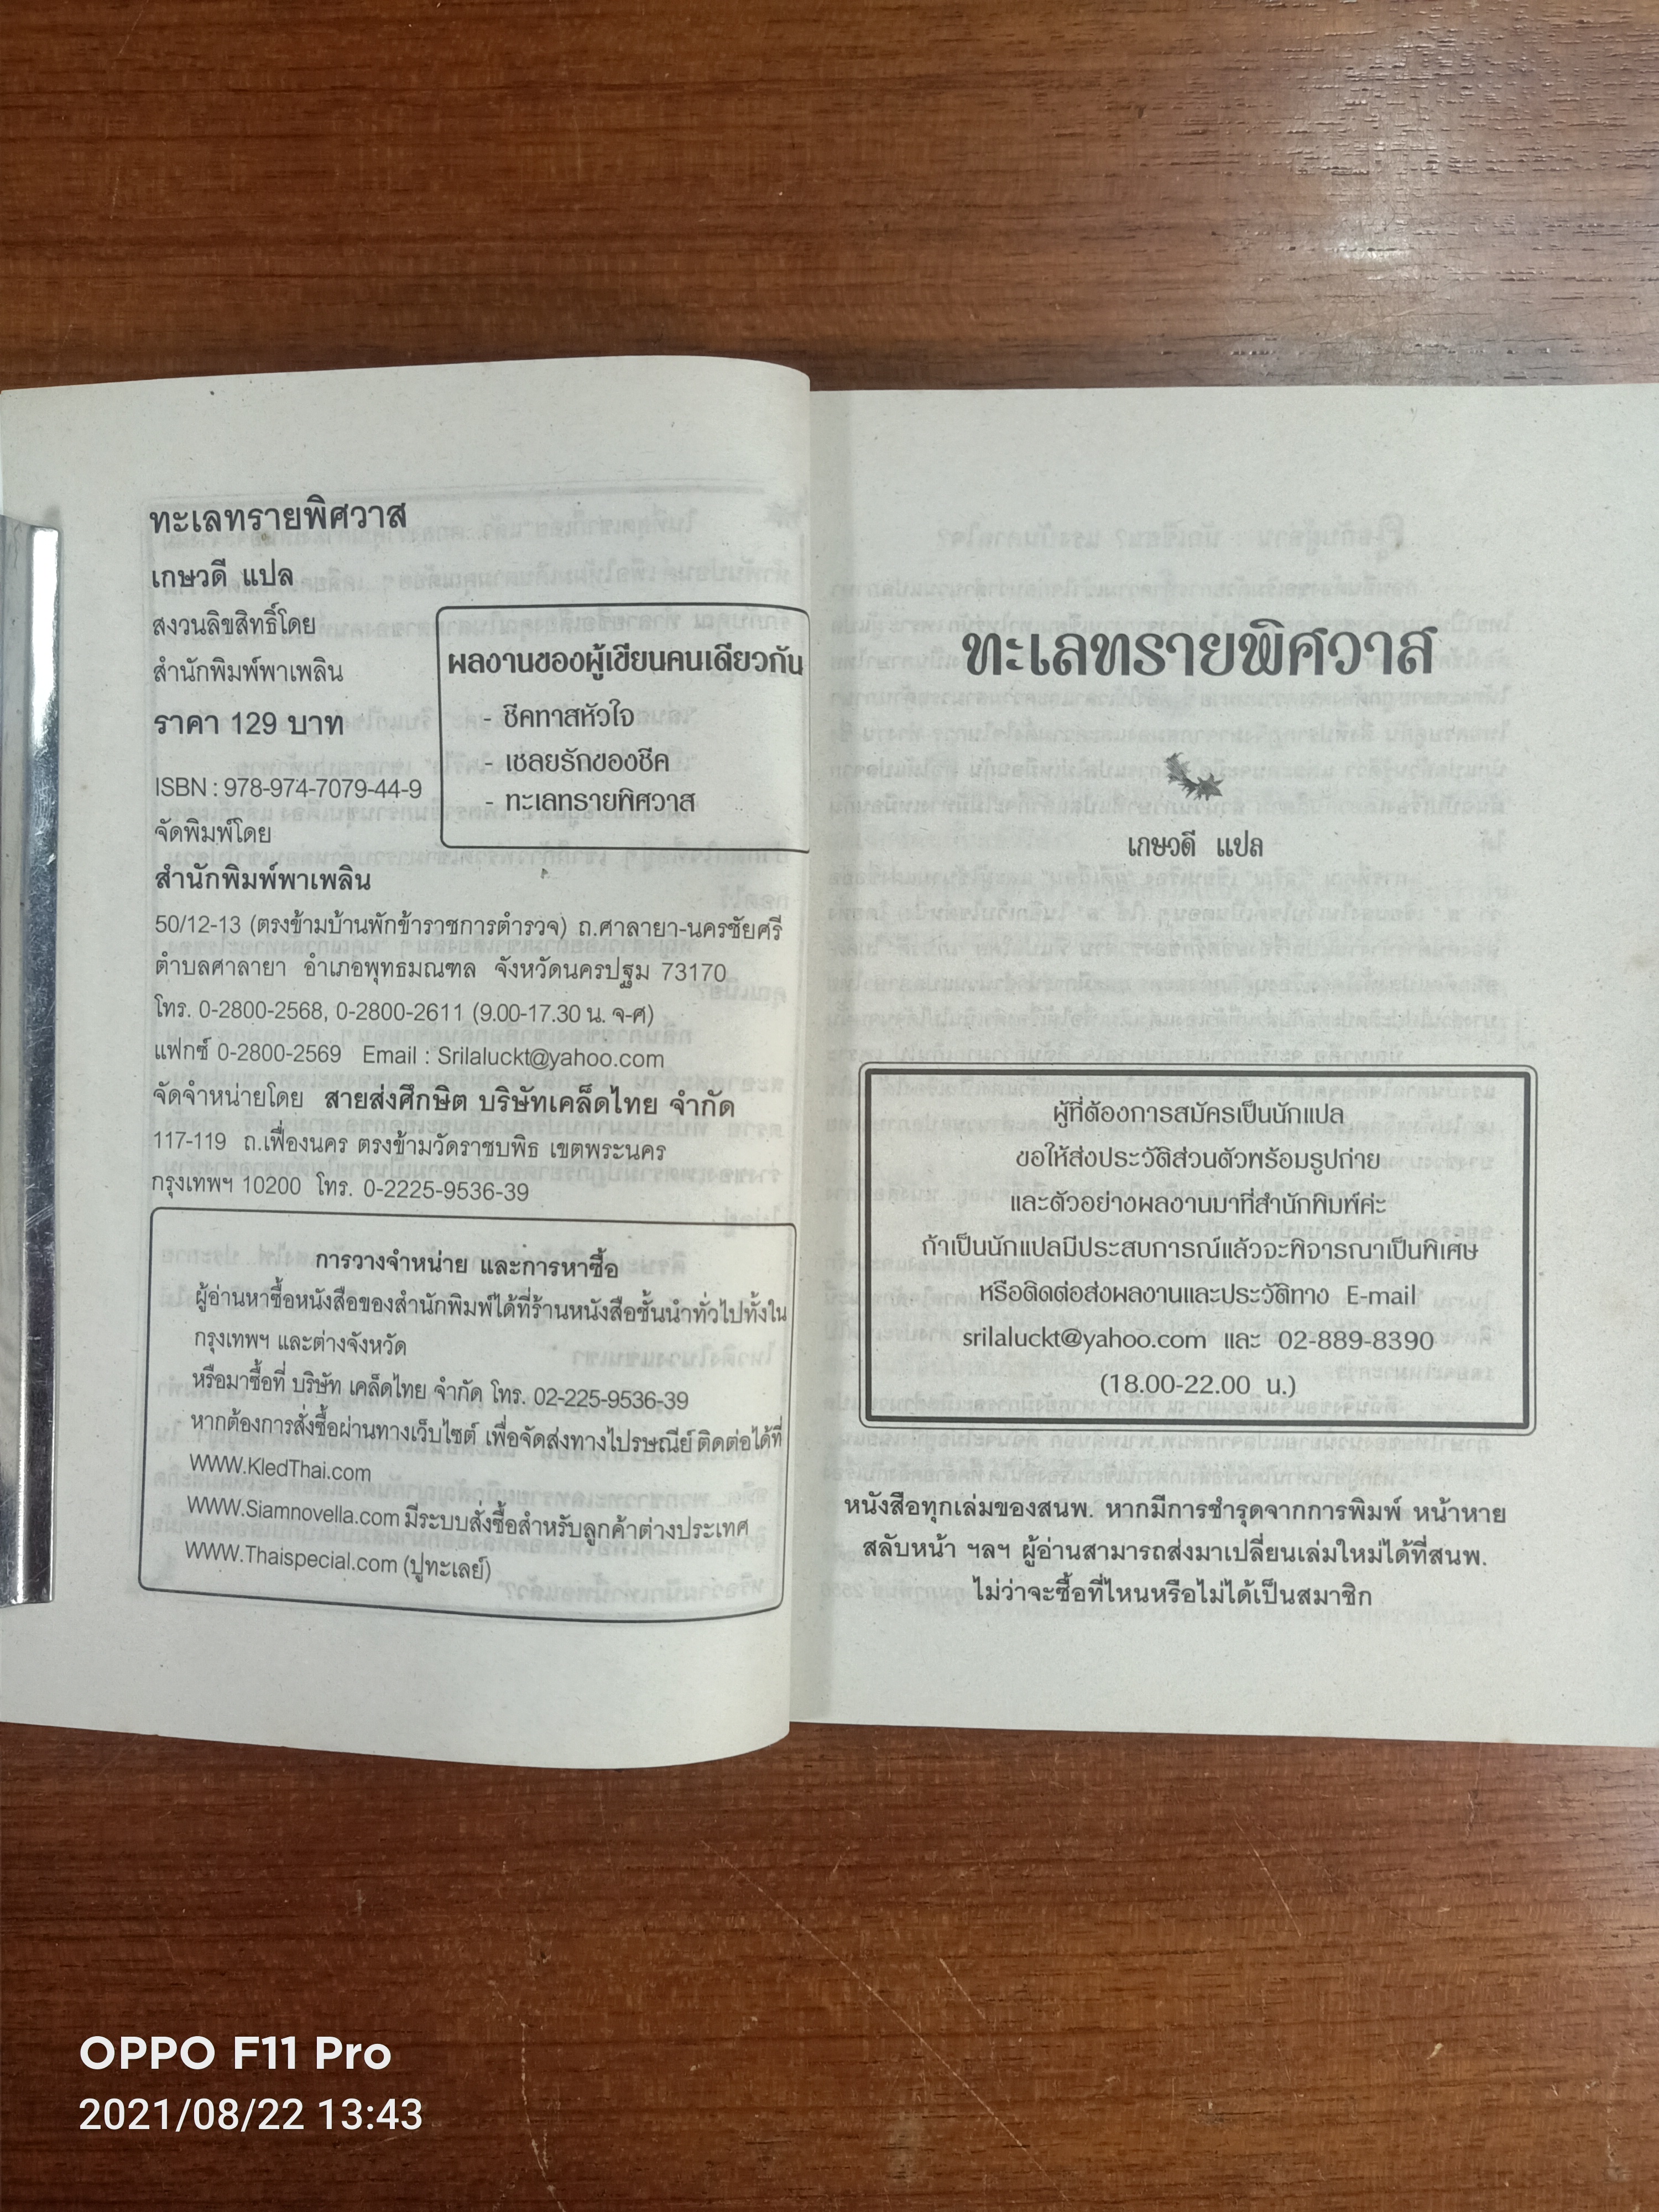 ทะเลทรายพิศวาส
เกษวดี แปล
สงวนลิขสิทธิ์โดย
สำนักพิมพ์พาเพลิน
ราคา 129 บาท
ISBN : 978-974-7079-44-9
จัดพิมพ์โดย
สำนักพิมพ์พาเพลิน
50/12-13 (ตรงข้ามบ้านพักข้าราชการตำรวจ) ถ.ศาลายา-นครชัยศรี
ตำบลศาลายา อำเภอพุทธมณฑล จังหวัดนครปฐม 73170
โทร. 0-2800-2568, 0-2800-2611 (9.00-17.30 น. จ-ศ)
แฟกซ์ 0-2800-2569 Email : Srilaluckt@yahoo.com
จัดจำหน่ายโดย สายส่งศึกษิต บริษัทเคล็ดไทย จำกัด
117-119 ถ.เฟื่องนคร ตรงข้ามวัดราชบพิธ เขตพระนคร
กรุงเทพฯ 10200 โทร. 0-2225-9536-39
ผลงานของผู้เขียนคนเดียวกัน
- ชีคทาสหัวใจ
- เชลยรักของชีค
- ทะเลทรายพิศวาส
การวางจำหน่าย และการหาซื้อ
ผู้อ่านหาซื้อหนังสือของสำนักพิมพ์ได้ที่ร้านหนังสือชั้นนำทั่วไปทั้งใน
กรุงเทพฯ และต่างจังหวัด
หรือมาซื้อที่ บริษัท เคล็ดไทย จำกัด โทร. 02-225-9536-39
หากต้องการสั่งซื้อผ่านทางเว็บไซต์ เพื่อจัดส่งทางไปรษณีย์ ติดต่อได้ที่
WWW.KledThai.com
WWW.Siamnovella.com มีระบบสั่งซื้อสำหรับลูกค้าต่างประเทศ
WWW.Thaispecial.com (ปูทะเลย์)
ทะเลทรายพิศวาส
เกษวดี แปล
ผู้ที่ต้องการสมัครเป็นนักแปล
ขอให้ส่งประวัติส่วนตัวพร้อมรูปถ่าย
และตัวอย่างผลงานมาที่สำนักพิมพ์ค่ะ
ถ้าเป็นนักแปลมีประสบการณ์แล้วจะพิจารณาเป็นพิเศษ
หรือติดต่อส่งผลงานและประวัติทาง E-mail
srilaluckt@yahoo.com และ 02-889-8390
(18.00-22.00 น.)
หนังสือทุกเล่มของสนพ. หากมีการชำรุดจากการพิมพ์ หน้าหาย
สลับหน้า ฯลฯ ผู้อ่านสามารถส่งมาเปลี่ยนเล่มใหม่ได้ที่สนพ.
ไม่ว่าจะซื้อที่ไหนหรือไม่ได้เป็นสมาชิก
OPPO F11 Pro
2021/08/22 13:43